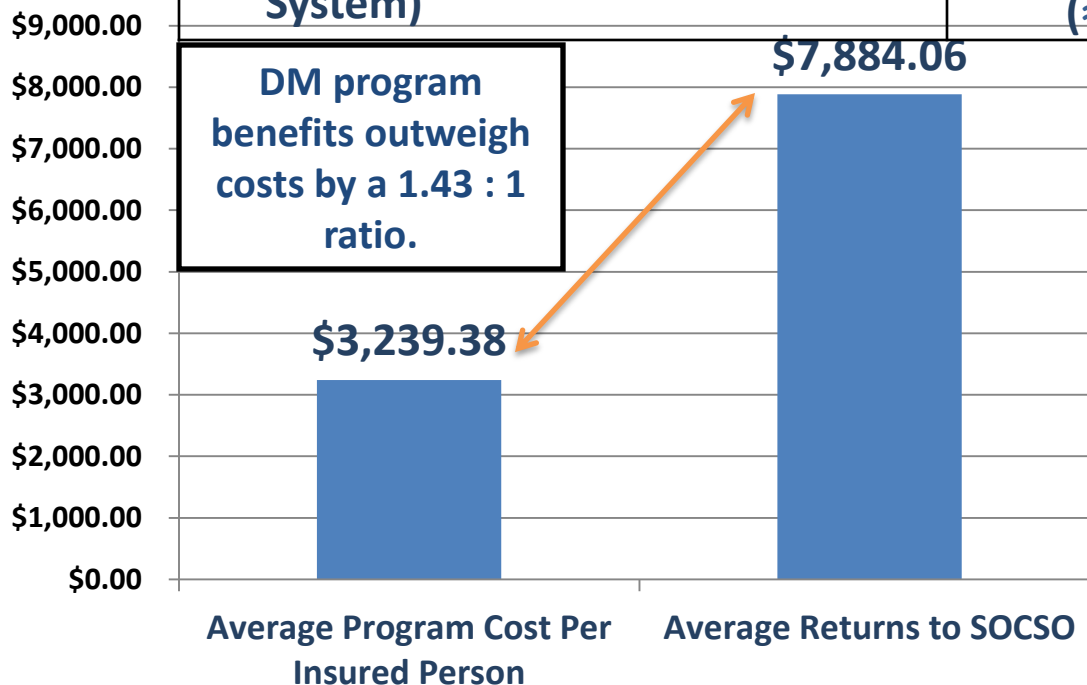 System)
$9,000.00
$8,000.00
$7,000.00
$6,000.00
$5,000.00
$4,000.00
$3,000.00
$2,000.00
$1,000.00
$0.00
DM program
benefits outweigh
costs by a 1.43 : 1
ratio.
$3,239.38
$7,884.06
Average Program Cost Per
Insured Person
Average Returns to SOCSO